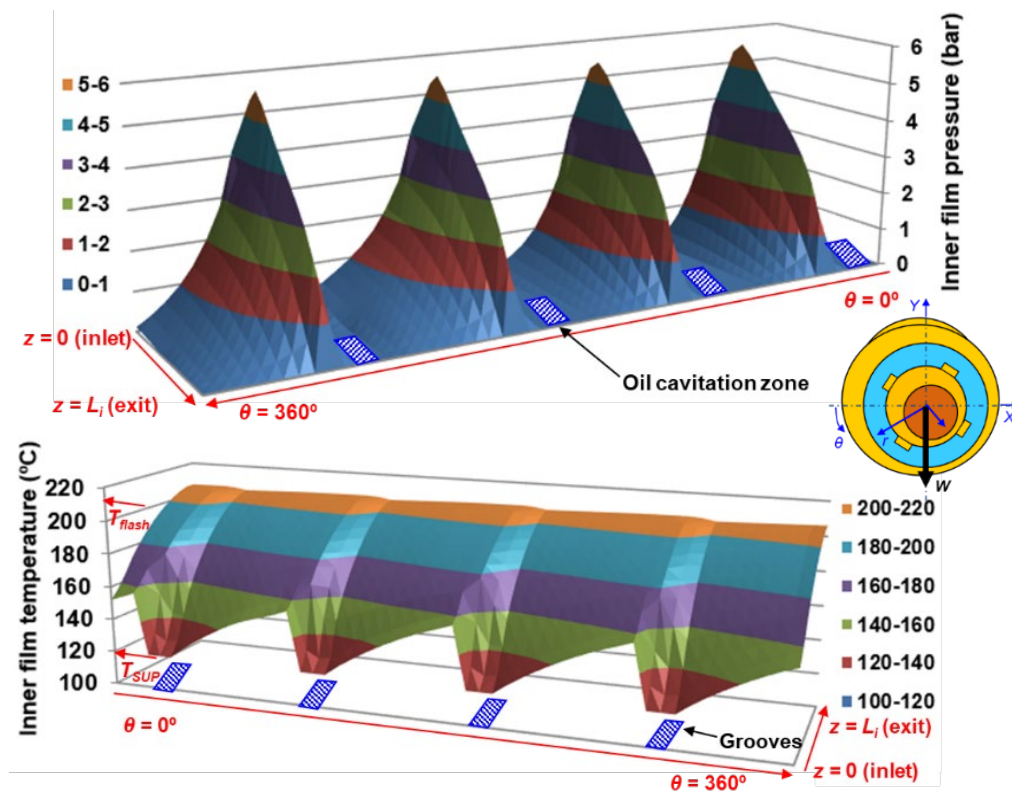 Inner film pressure (bar)
6
5
4
3
2
1
0
5-6
4-5
3-4
2-3
1-2
0-1
z = 0 (inlet)
z = Lᵢ (exit)
θ = 360º
θ = 0º
Oil cavitation zone
Y
X
θ
r
W
Inner film temperature (ºC)
220
200
180
160
140
120
100
T_flash
T_SUP
θ = 0º
θ = 360º
Grooves
200-220
180-200
160-180
140-160
120-140
100-120
z = Lᵢ (exit)
z = 0 (inlet)